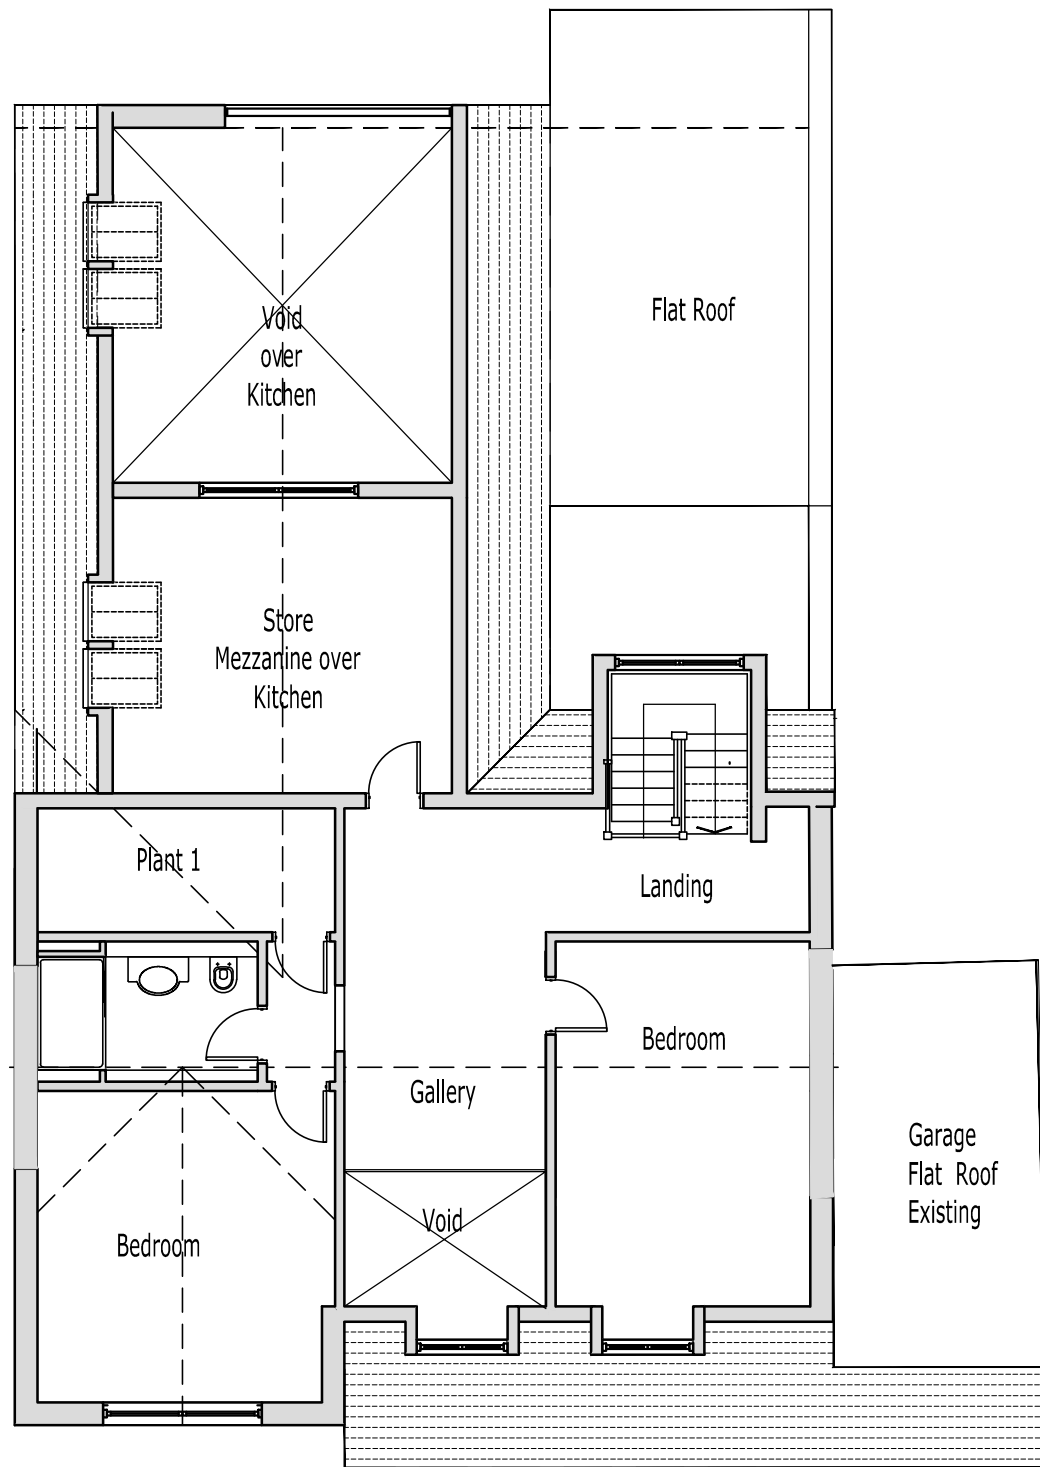 Flat Roof
Void
over
Kitchen
Store
Mezzanine over
Kitchen
Plant 1
Landing
Bedroom
Gallery
Garage
Flat Roof
Existing
Void
Bedroom